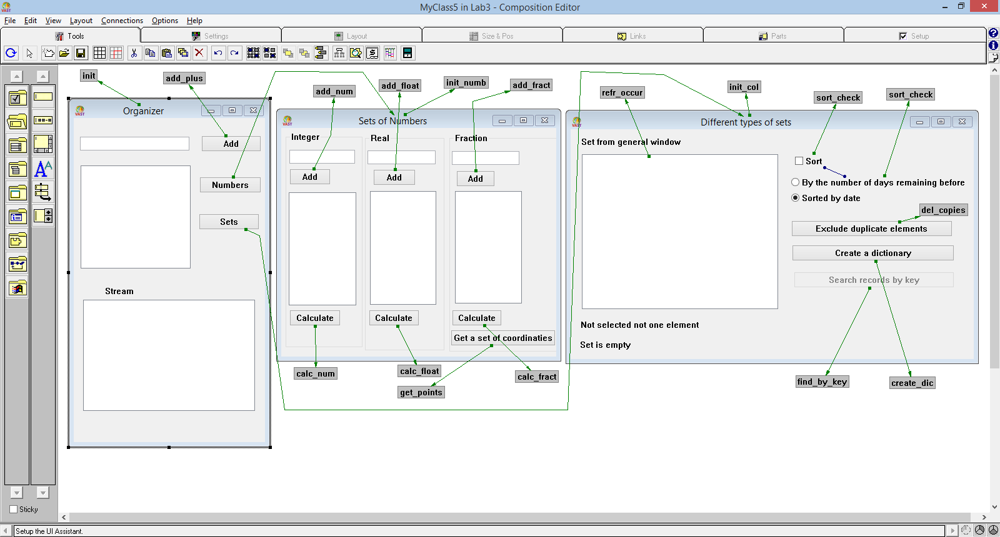 MyClass5 in Lab3 - Composition Editor
VAST
File Edit View Layout Connections Options Help
Tools Settings Layout Size & Pos Links Parts Setup
init
add_plus
add_num
add_float
init_numb
add_fract
refr_occur
init_col
sort_check
sort_check
VAST
Organizer
Add
Numbers
Sets
Stream
VAST
Sets of Numbers
Integer
Real
Fraction
Add
Add
Add
Calculate
Calculate
Calculate
Get a set of coordinaties
calc_num
calc_float
calc_fract
get_points
VAST
Different types of sets
Set from general window
Sort
By the number of days remaining before
Sorted by date
del_copies
Exclude duplicate elements
Create a dictionary
Search records by key
Not selected not one element
Set is empty
find_by_key
create_dic
Sticky
Setup the UI Assistant.